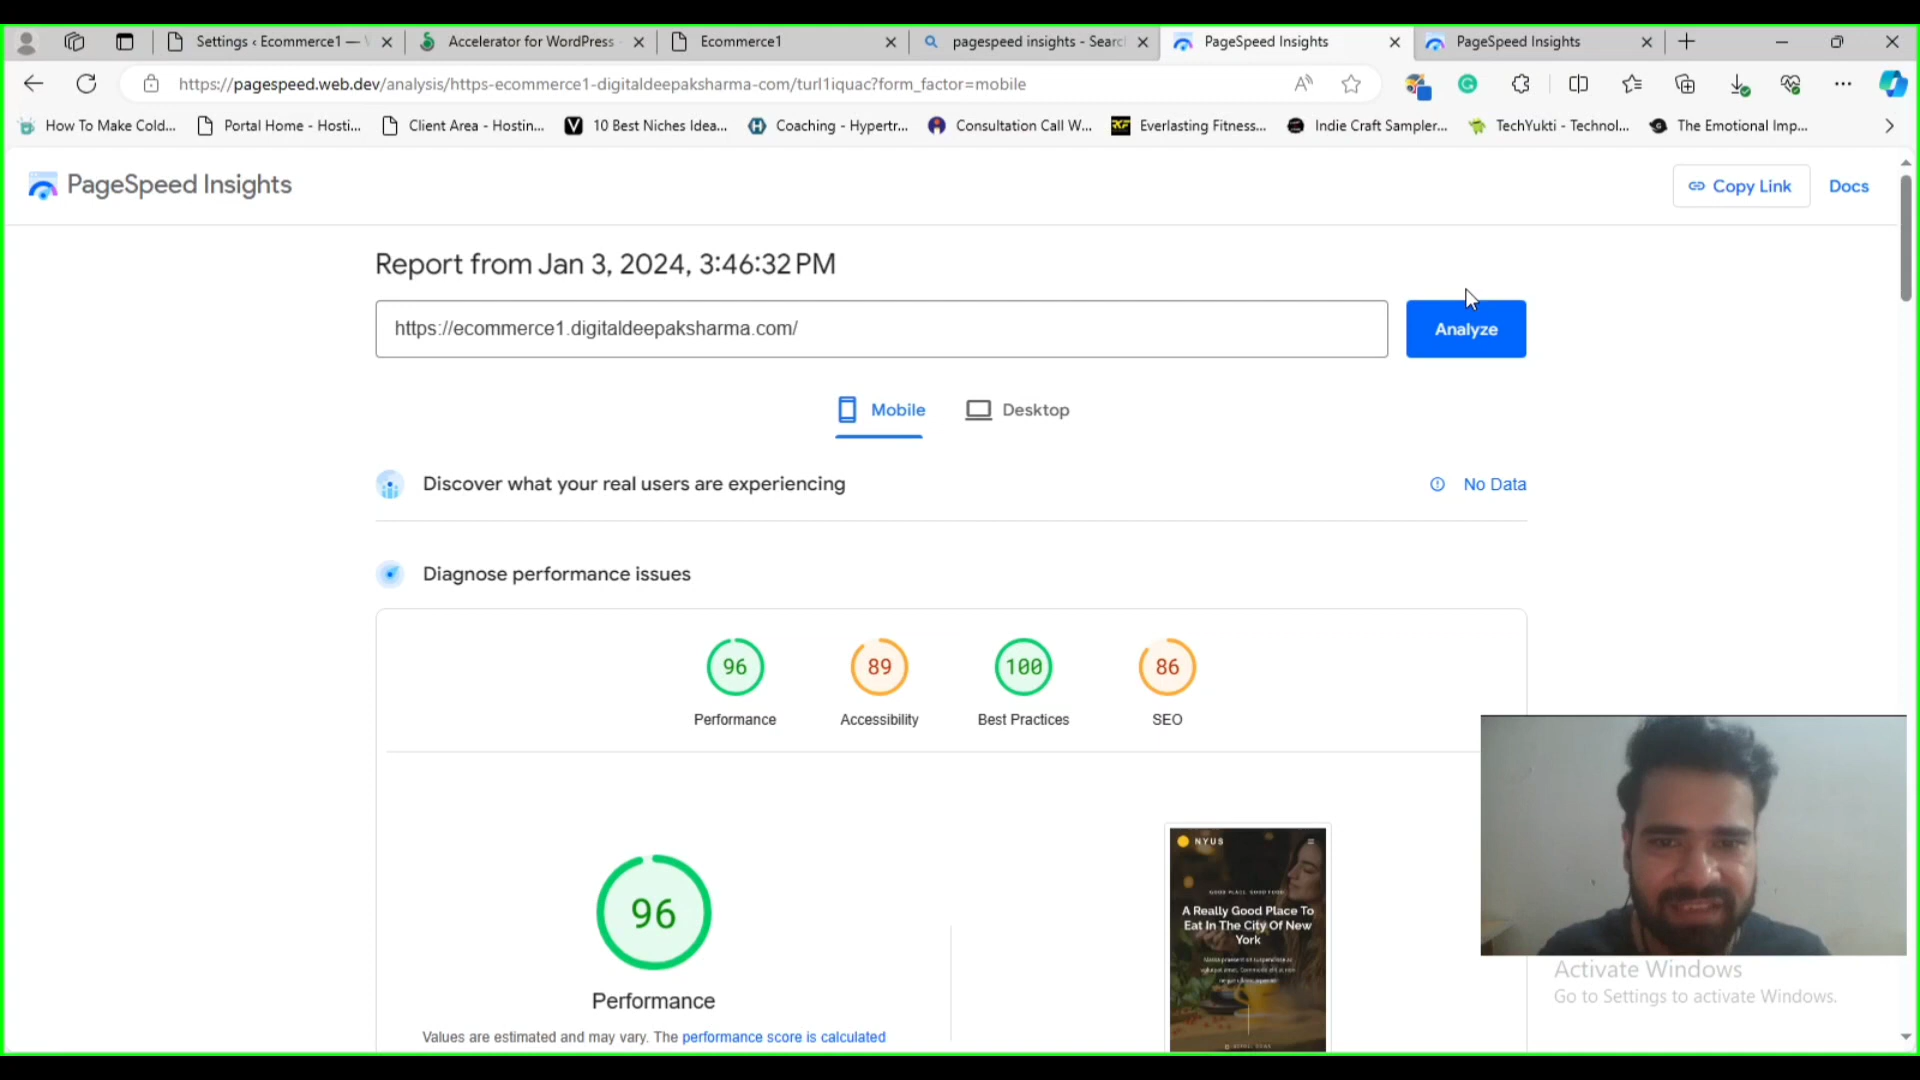 Settings ‹ Ecommerce1 —
Accelerator for WordPress
Ecommerce1
pagespeed insights - Search
PageSpeed Insights
PageSpeed Insights
https://pagespeed.web.dev/analysis/https-ecommerce1-digitaldeepaksharma-com/turl1iquac?form_factor=mobile
How To Make Cold...
Portal Home - Hosti...
Client Area - Hostin...
10 Best Niches Idea...
Coaching - Hypertr...
Consultation Call W...
Everlasting Fitness...
Indie Craft Sampler...
TechYukti - Technol...
The Emotional Imp...
PageSpeed Insights
Copy Link
Docs
Report from Jan 3, 2024, 3:46:32 PM
https://ecommerce1.digitaldeepaksharma.com/
Analyze
Mobile
Desktop
Discover what your real users are experiencing
No Data
Diagnose performance issues
96
89
100
86
Performance
Accessibility
Best Practices
SEO
96
Performance
Values are estimated and may vary. The performance score is calculated
NYUS
GOOD PLACE, GOOD FOOD
A Really Good Place To
Eat In The City Of New
York
Activate Windows
Go to Settings to activate Windows.